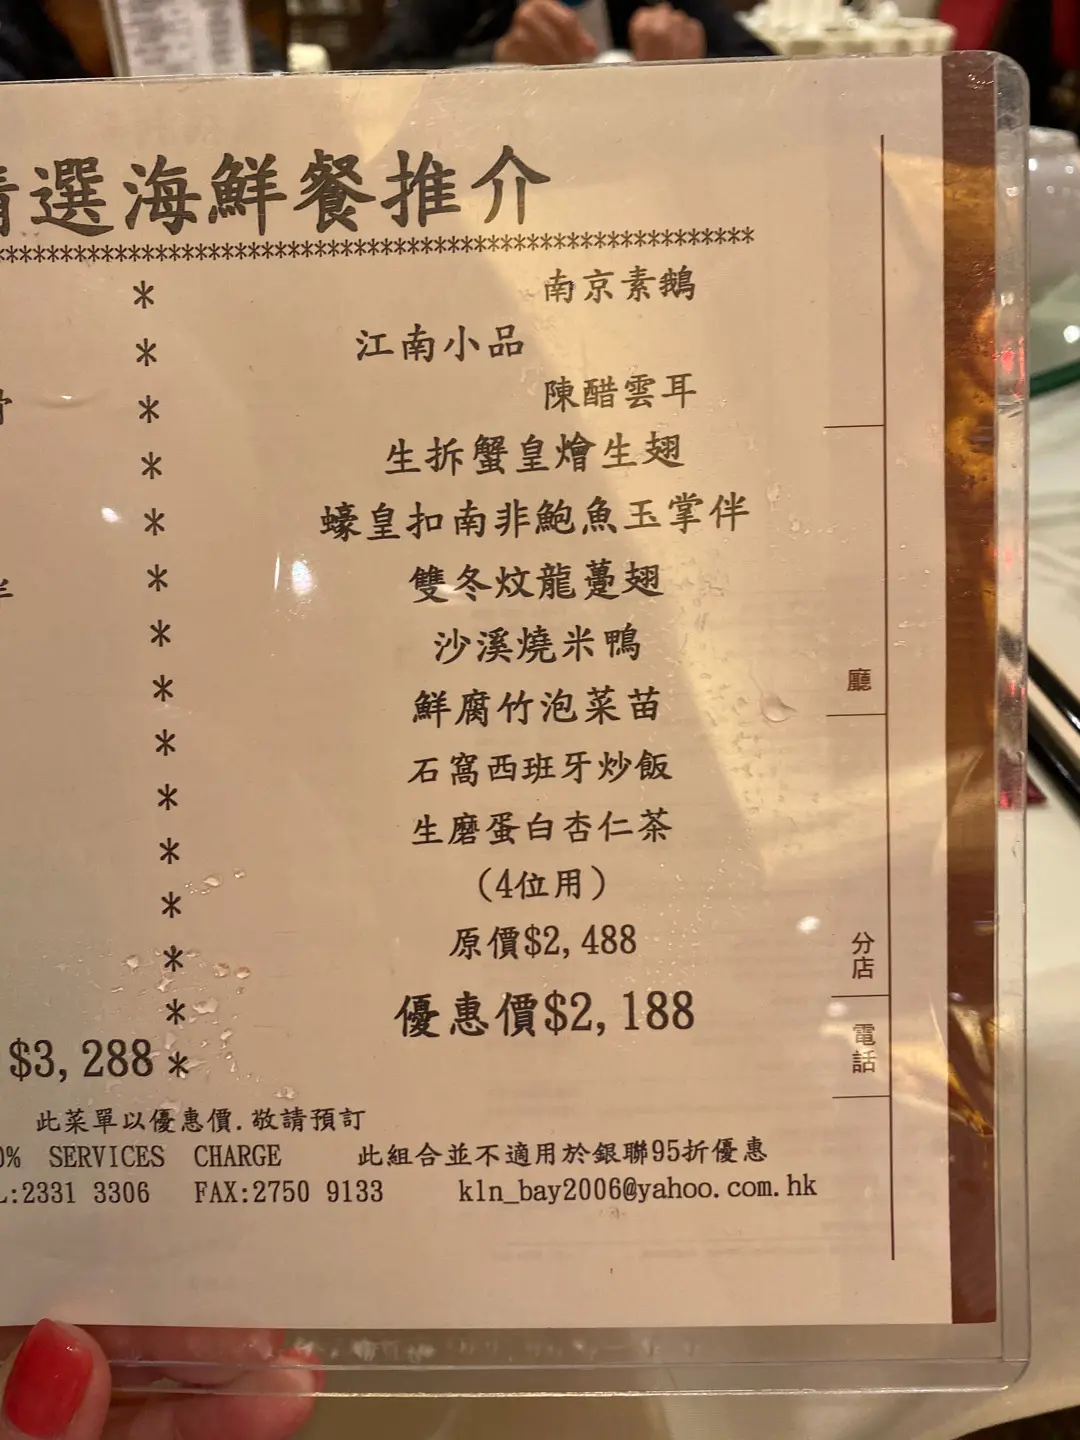 精選海鮮餐推介
*********************************************************
* 南京素鵝
* 江南小品
* 陳醋雲耳
* 生拆蟹皇燴生翅
* 蠔皇扣南非鮑魚玉掌伴
* 雙冬炆龍躉翅
* 沙溪燒米鴨
* 鮮腐竹泡菜苗
* 石窩西班牙炒飯
* 生磨蛋白杏仁茶
* (4位用)
* 原價$2,488
* 優惠價$2,188
$3,288 *
此菜單以優惠價.敬請預訂
0% SERVICES CHARGE 此組合並不適用於銀聯95折優惠
L:2331 3306 FAX:2750 9133 kln_bay2006@yahoo.com.hk
廳
分店
電話